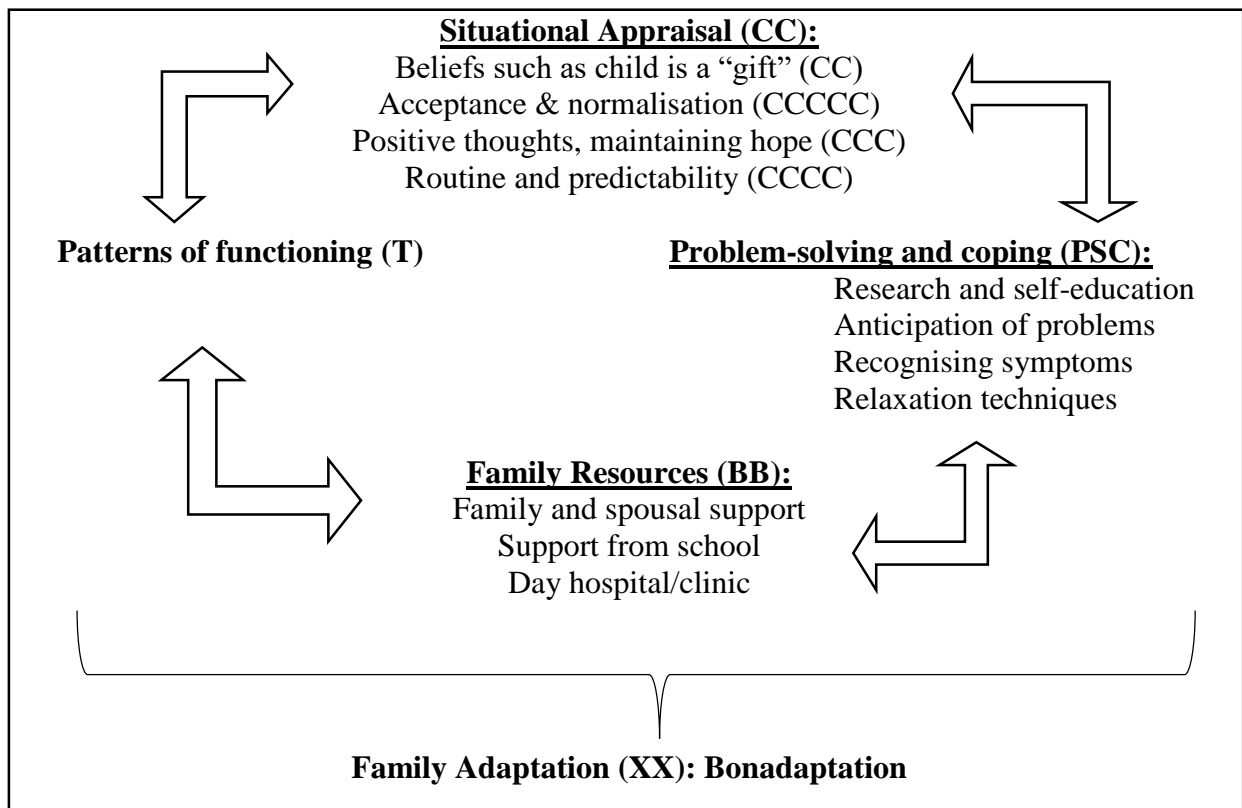 Situational Appraisal (CC):
Beliefs such as child is a “gift” (CC)
Acceptance & normalisation (CCCCC)
Positive thoughts, maintaining hope (CCC)
Routine and predictability (CCCC)
Patterns of functioning (T)
Problem-solving and coping (PSC):
Research and self-education
Anticipation of problems
Recognising symptoms
Relaxation techniques
Family Resources (BB):
Family and spousal support
Support from school
Day hospital/clinic
Family Adaptation (XX): Bonadaptation